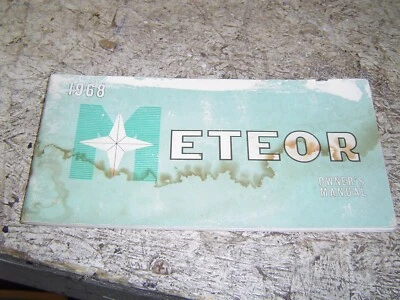 1968
METEOR
OWNER'S
MANUAL